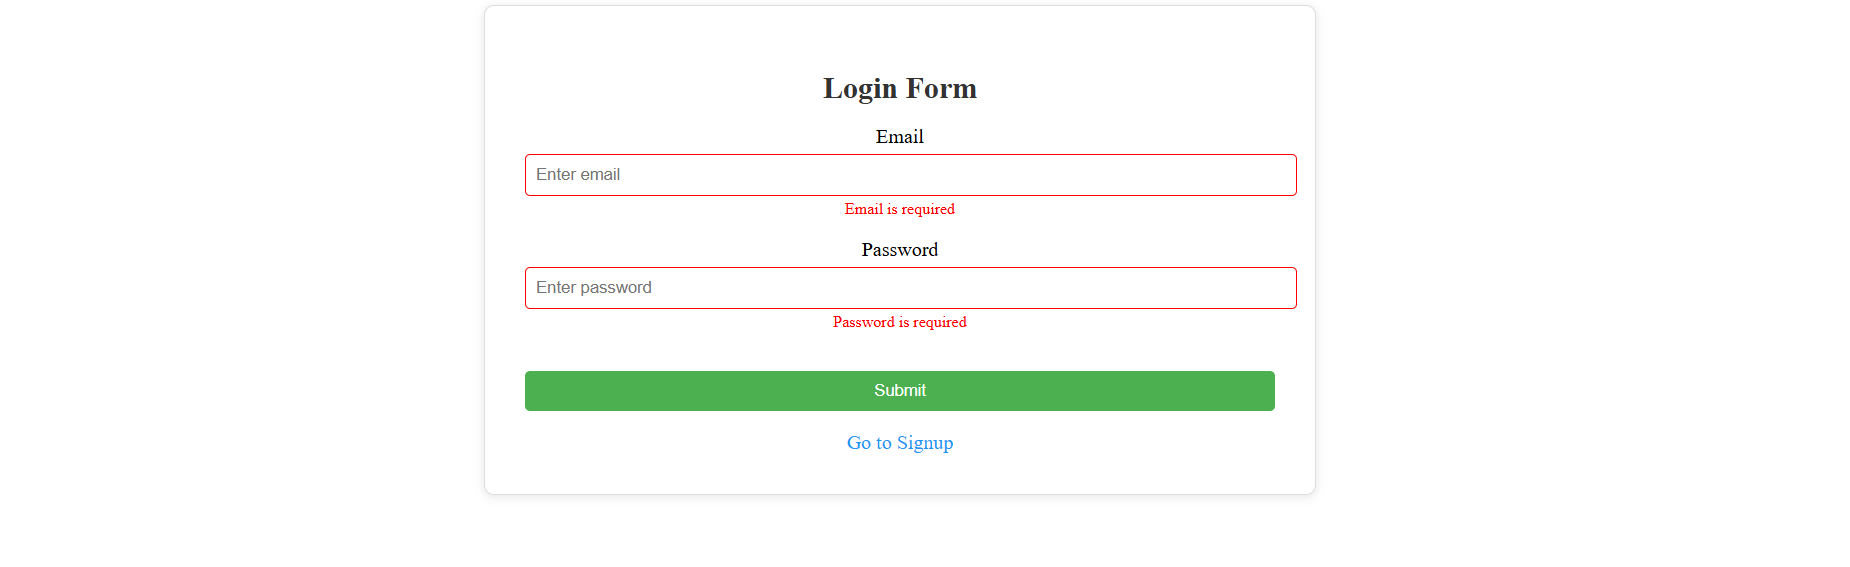 Login Form
Email
Enter email
Email is required
Password
Enter password
Password is required
Submit
Go to Signup